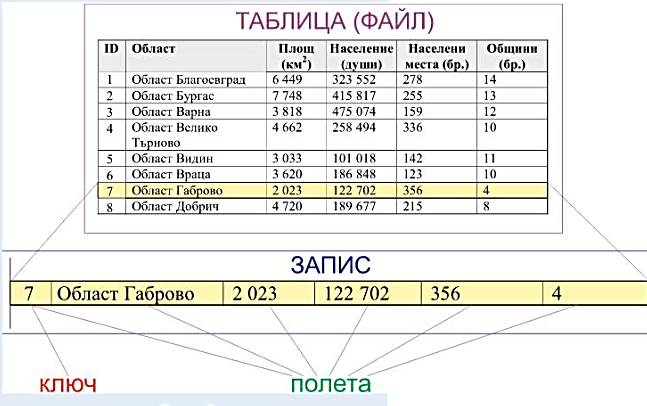 ТАБЛИЦА (ФАЙЛ)
ID Област Площ (км²) Население (души) Населени места (бр.) Общини (бр.)
1 Област Благоевград 6 449 323 552 278 14
2 Област Бургас 7 748 415 817 255 13
3 Област Варна 3 818 475 074 159 12
4 Област Велико Търново 4 662 258 494 336 10
5 Област Видин 3 033 101 018 142 11
6 Област Враца 3 620 186 848 123 10
7 Област Габрово 2 023 122 702 356 4
8 Област Добрич 4 720 189 677 215 8
ЗАПИС
7 Област Габрово 2 023 122 702 356 4
ключ полета